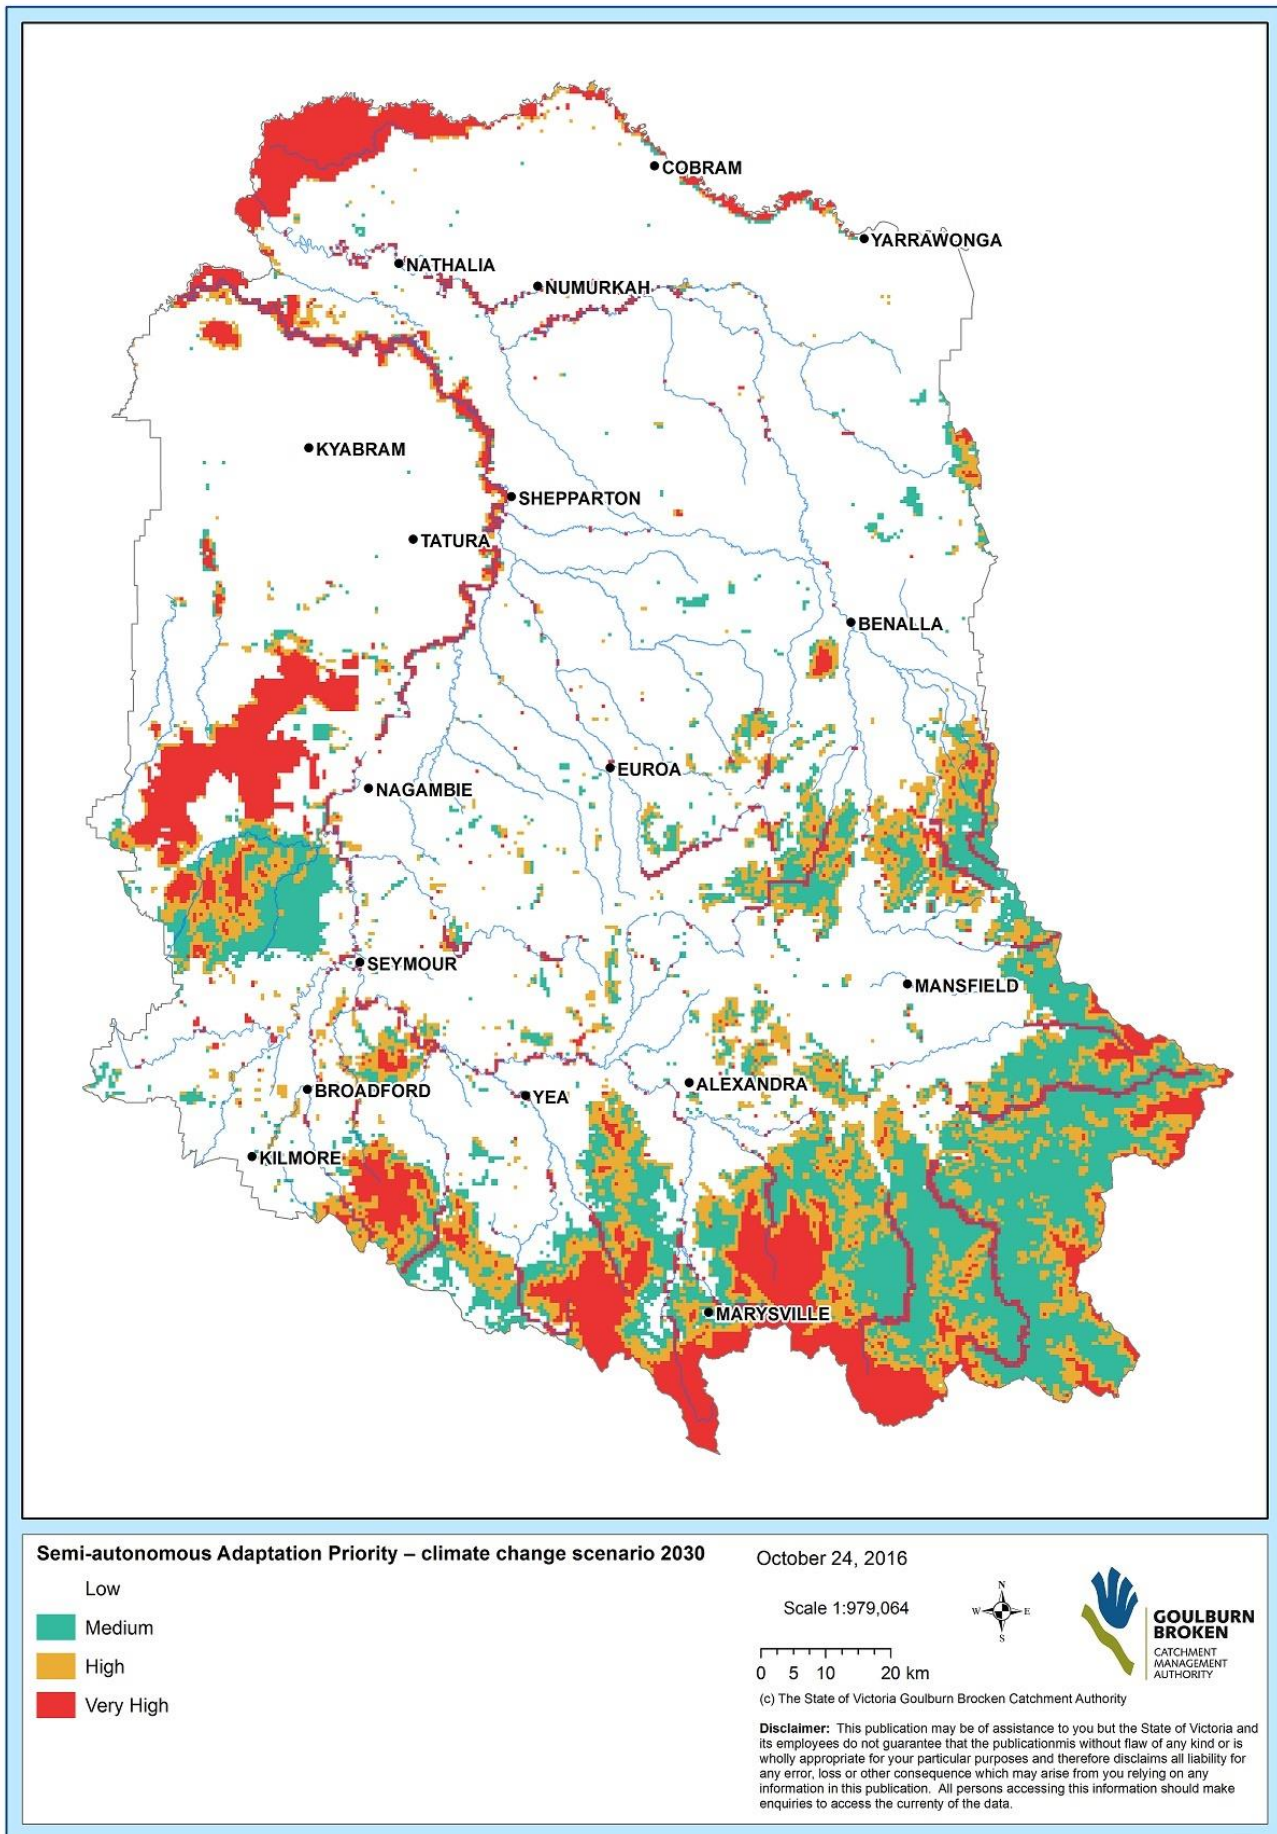 COBRAM
YARRAWONGA
NATHALIA
NUMURKAH
KYABRAM
SHEPPARTON
TATURA
BENALLA
EUROA
NAGAMBIE
SEYMOUR
MANSFIELD
ALEXANDRA
BROADFORD
YEA
KILMORE
MARYSVILLE
Semi-autonomous Adaptation Priority – climate change scenario 2030
Low
Medium
High
Very High
October 24, 2016
Scale 1:979,064
N
W E
S
0 5 10 20 km
GOULBURN
BROKEN
CATCHMENT
MANAGEMENT
AUTHORITY
(c) The State of Victoria Goulburn Brocken Catchment Authority
Disclaimer: This publication may be of assistance to you but the State of Victoria and
its employees do not guarantee that the publicationmis without flaw of any kind or is
wholly appropriate for your particular purposes and therefore disclaims all liability for
any error, loss or other consequence which may arise from you relying on any
information in this publication. All persons accessing this information should make
enquiries to access the currenty of the data.